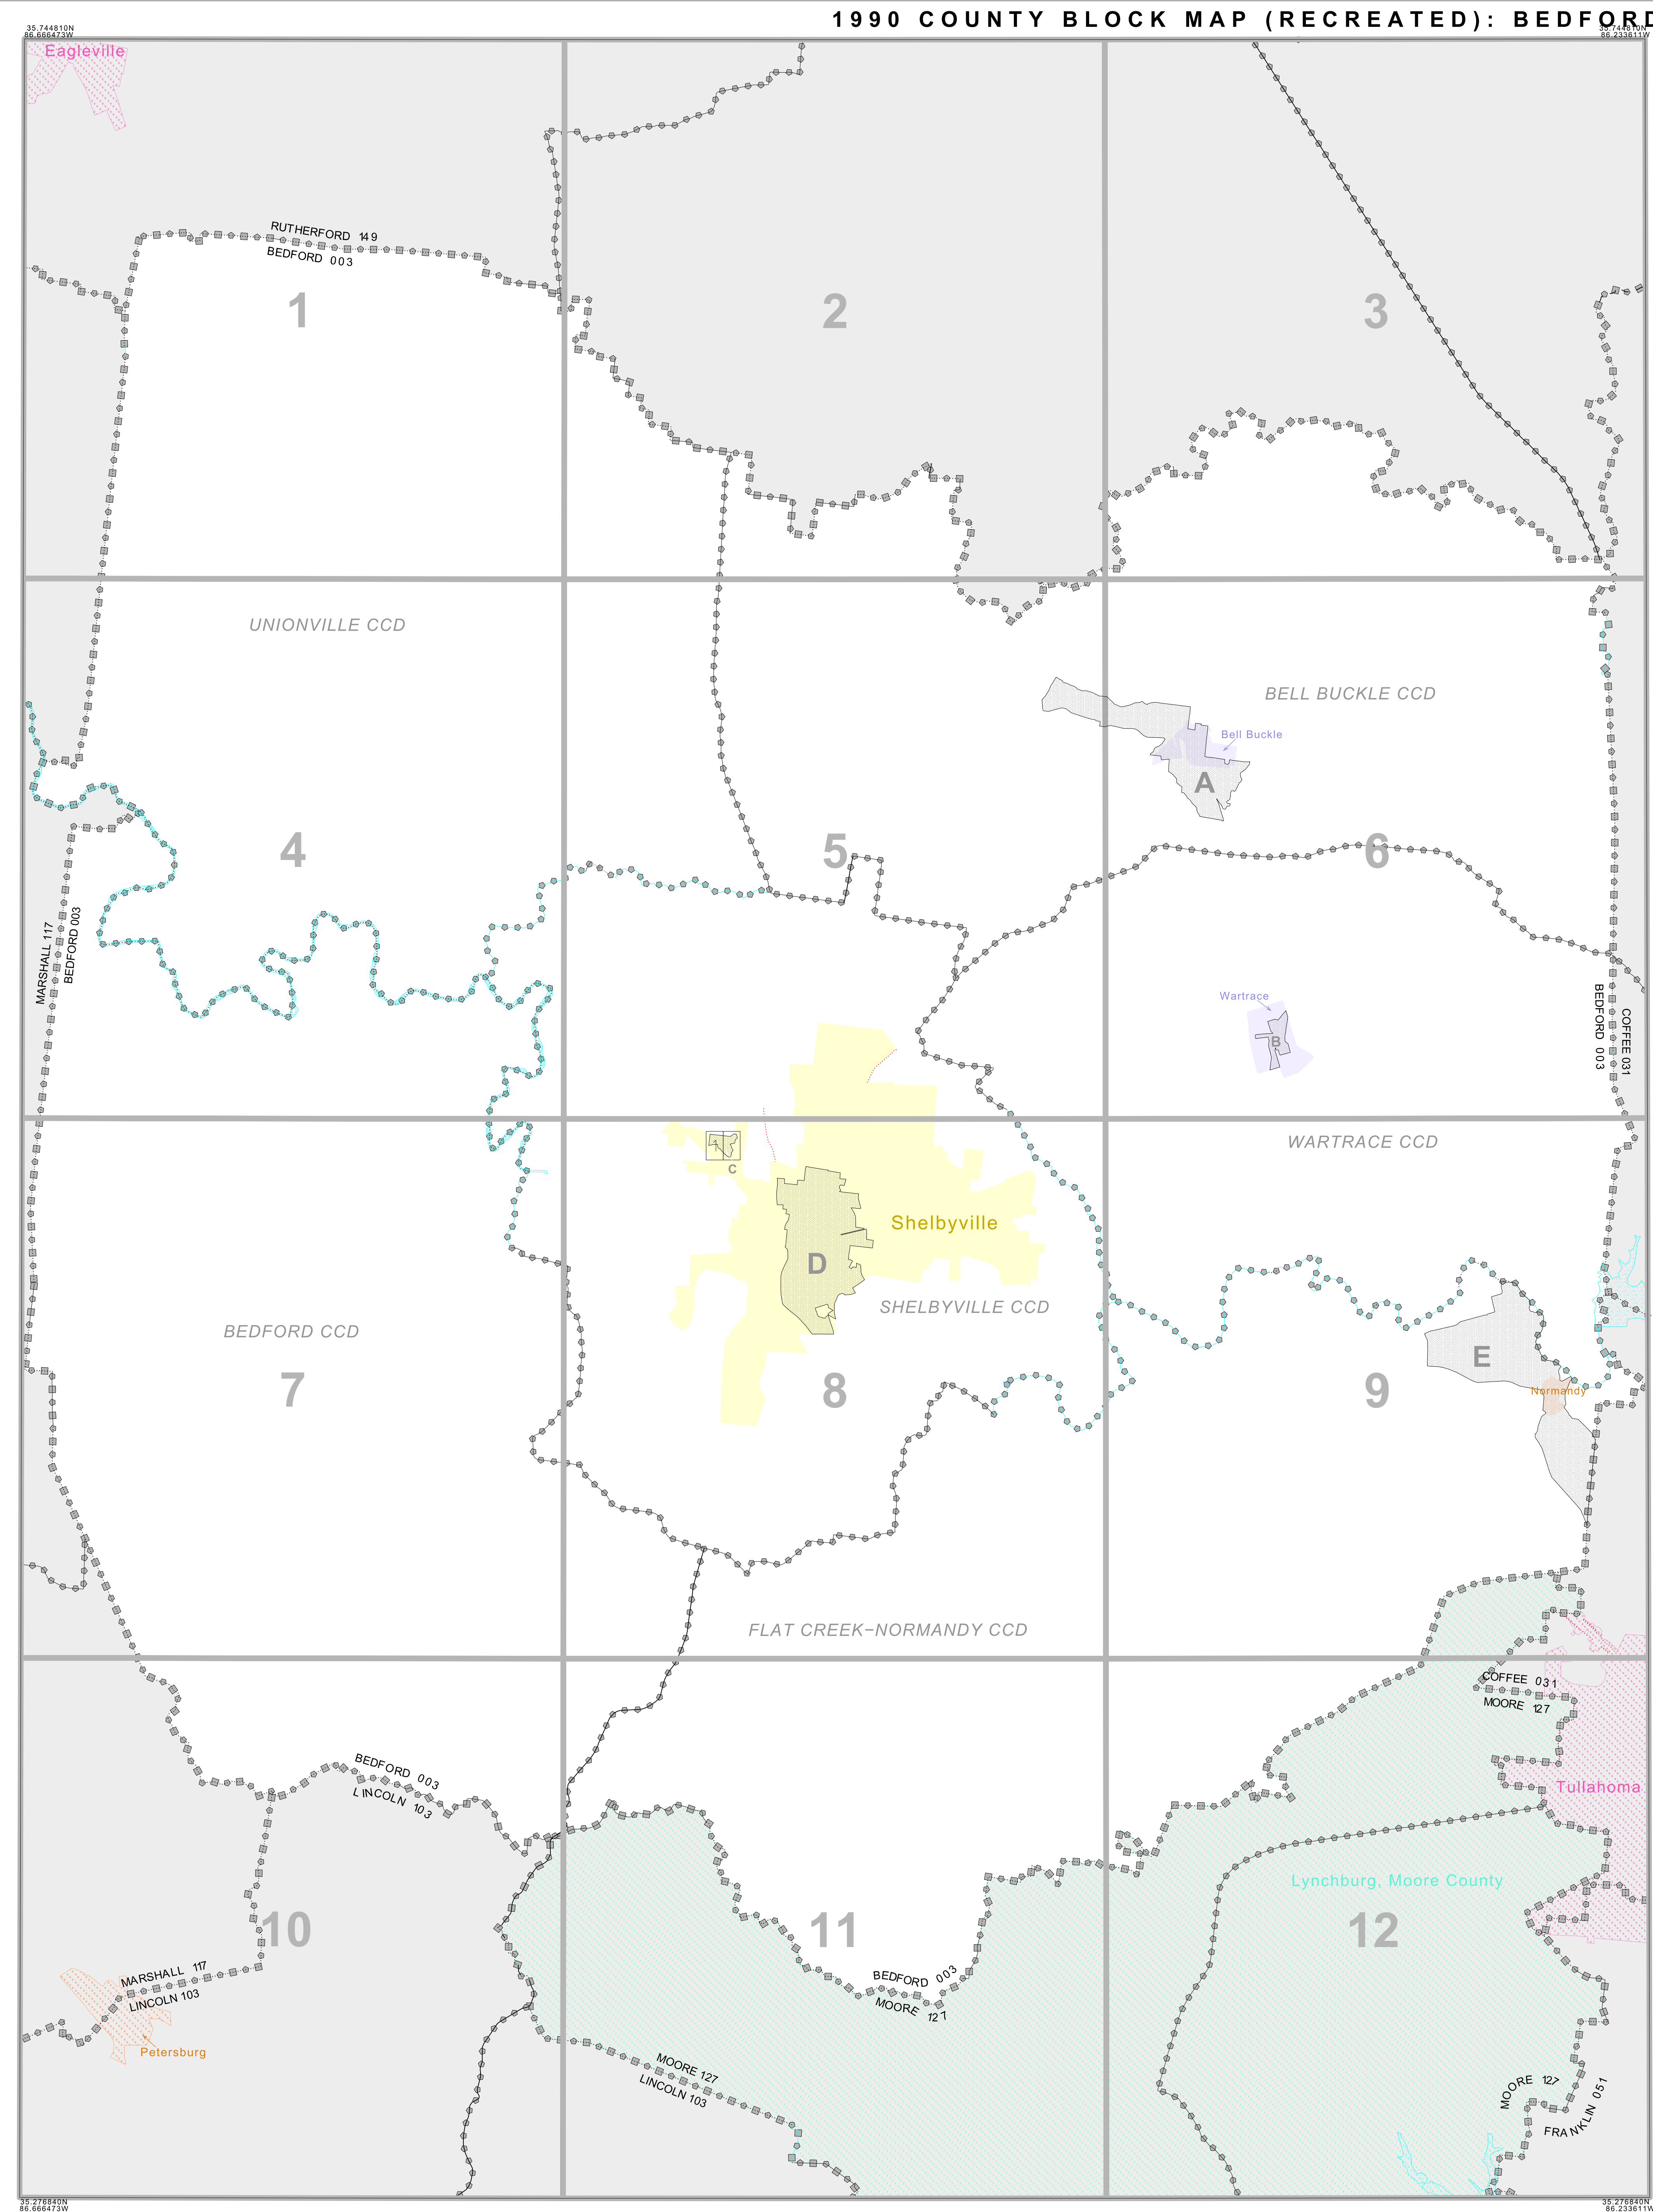 1990 COUNTY BLOCK MAP (RECREATED): BEDFORD
35.744810N
86.666473W
35.744810N
86.233611W
Eagleville
RUTHERFORD 149
BEDFORD 003
1
2
3
UNIONVILLE CCD
BELL BUCKLE CCD
Bell Buckle
A
4
5
6
MARSHALL 117
BEDFORD 003
Wartrace
B
BEDFORD 003
COFFEE 031
WARTRACE CCD
C
Shelbyville
D
SHELBYVILLE CCD
BEDFORD CCD
E
7
8
9
Normandy
FLAT CREEK-NORMANDY CCD
COFFEE 031
MOORE 127
BEDFORD 003
LINCOLN 103
Tullahoma
Lynchburg, Moore County
10
11
12
MARSHALL 117
LINCOLN 103
BEDFORD 003
MOORE 127
Petersburg
MOORE 127
LINCOLN 103
MOORE 127
FRANKLIN 051
35.276840N
86.666473W
35.276840N
86.233611W